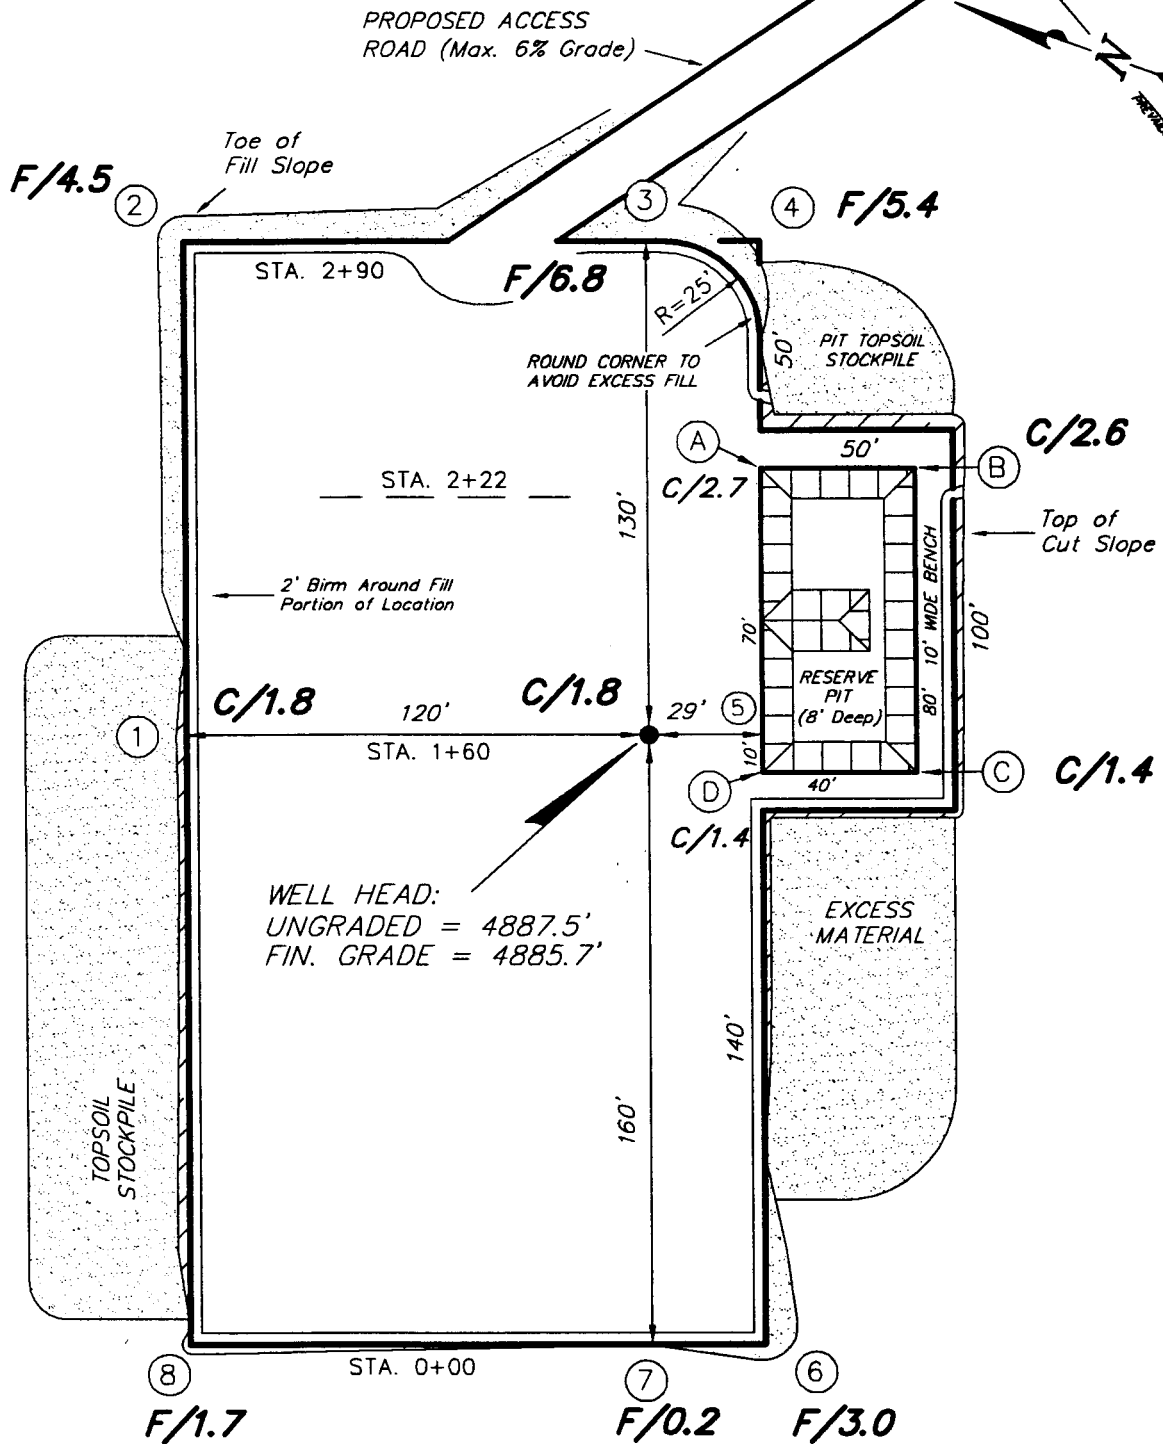 PROPOSED ACCESS
ROAD (Max. 6% Grade)
N
Toe of
Fill Slope
F/4.5
2
3
4
F/5.4
STA. 2+90
F/6.8
R=25'
ROUND CORNER TO
AVOID EXCESS FILL
50'
PIT TOPSOIL
STOCKPILE
A
C/2.7
50'
B
C/2.6
STA. 2+22
130'
Top of
Cut Slope
2' Birm Around Fill
Portion of Location
70'
10' WIDE BENCH
80'
100'
RESERVE
PIT
(8' Deep)
1
C/1.8
120'
STA. 1+60
C/1.8
29'
5
10'
D
40'
C
C/1.4
C/1.4
WELL HEAD:
UNGRADED = 4887.5'
FIN. GRADE = 4885.7'
EXCESS
MATERIAL
TOPSOIL
STOCKPILE
160'
140'
STA. 0+00
8
F/1.7
7
F/0.2
6
F/3.0